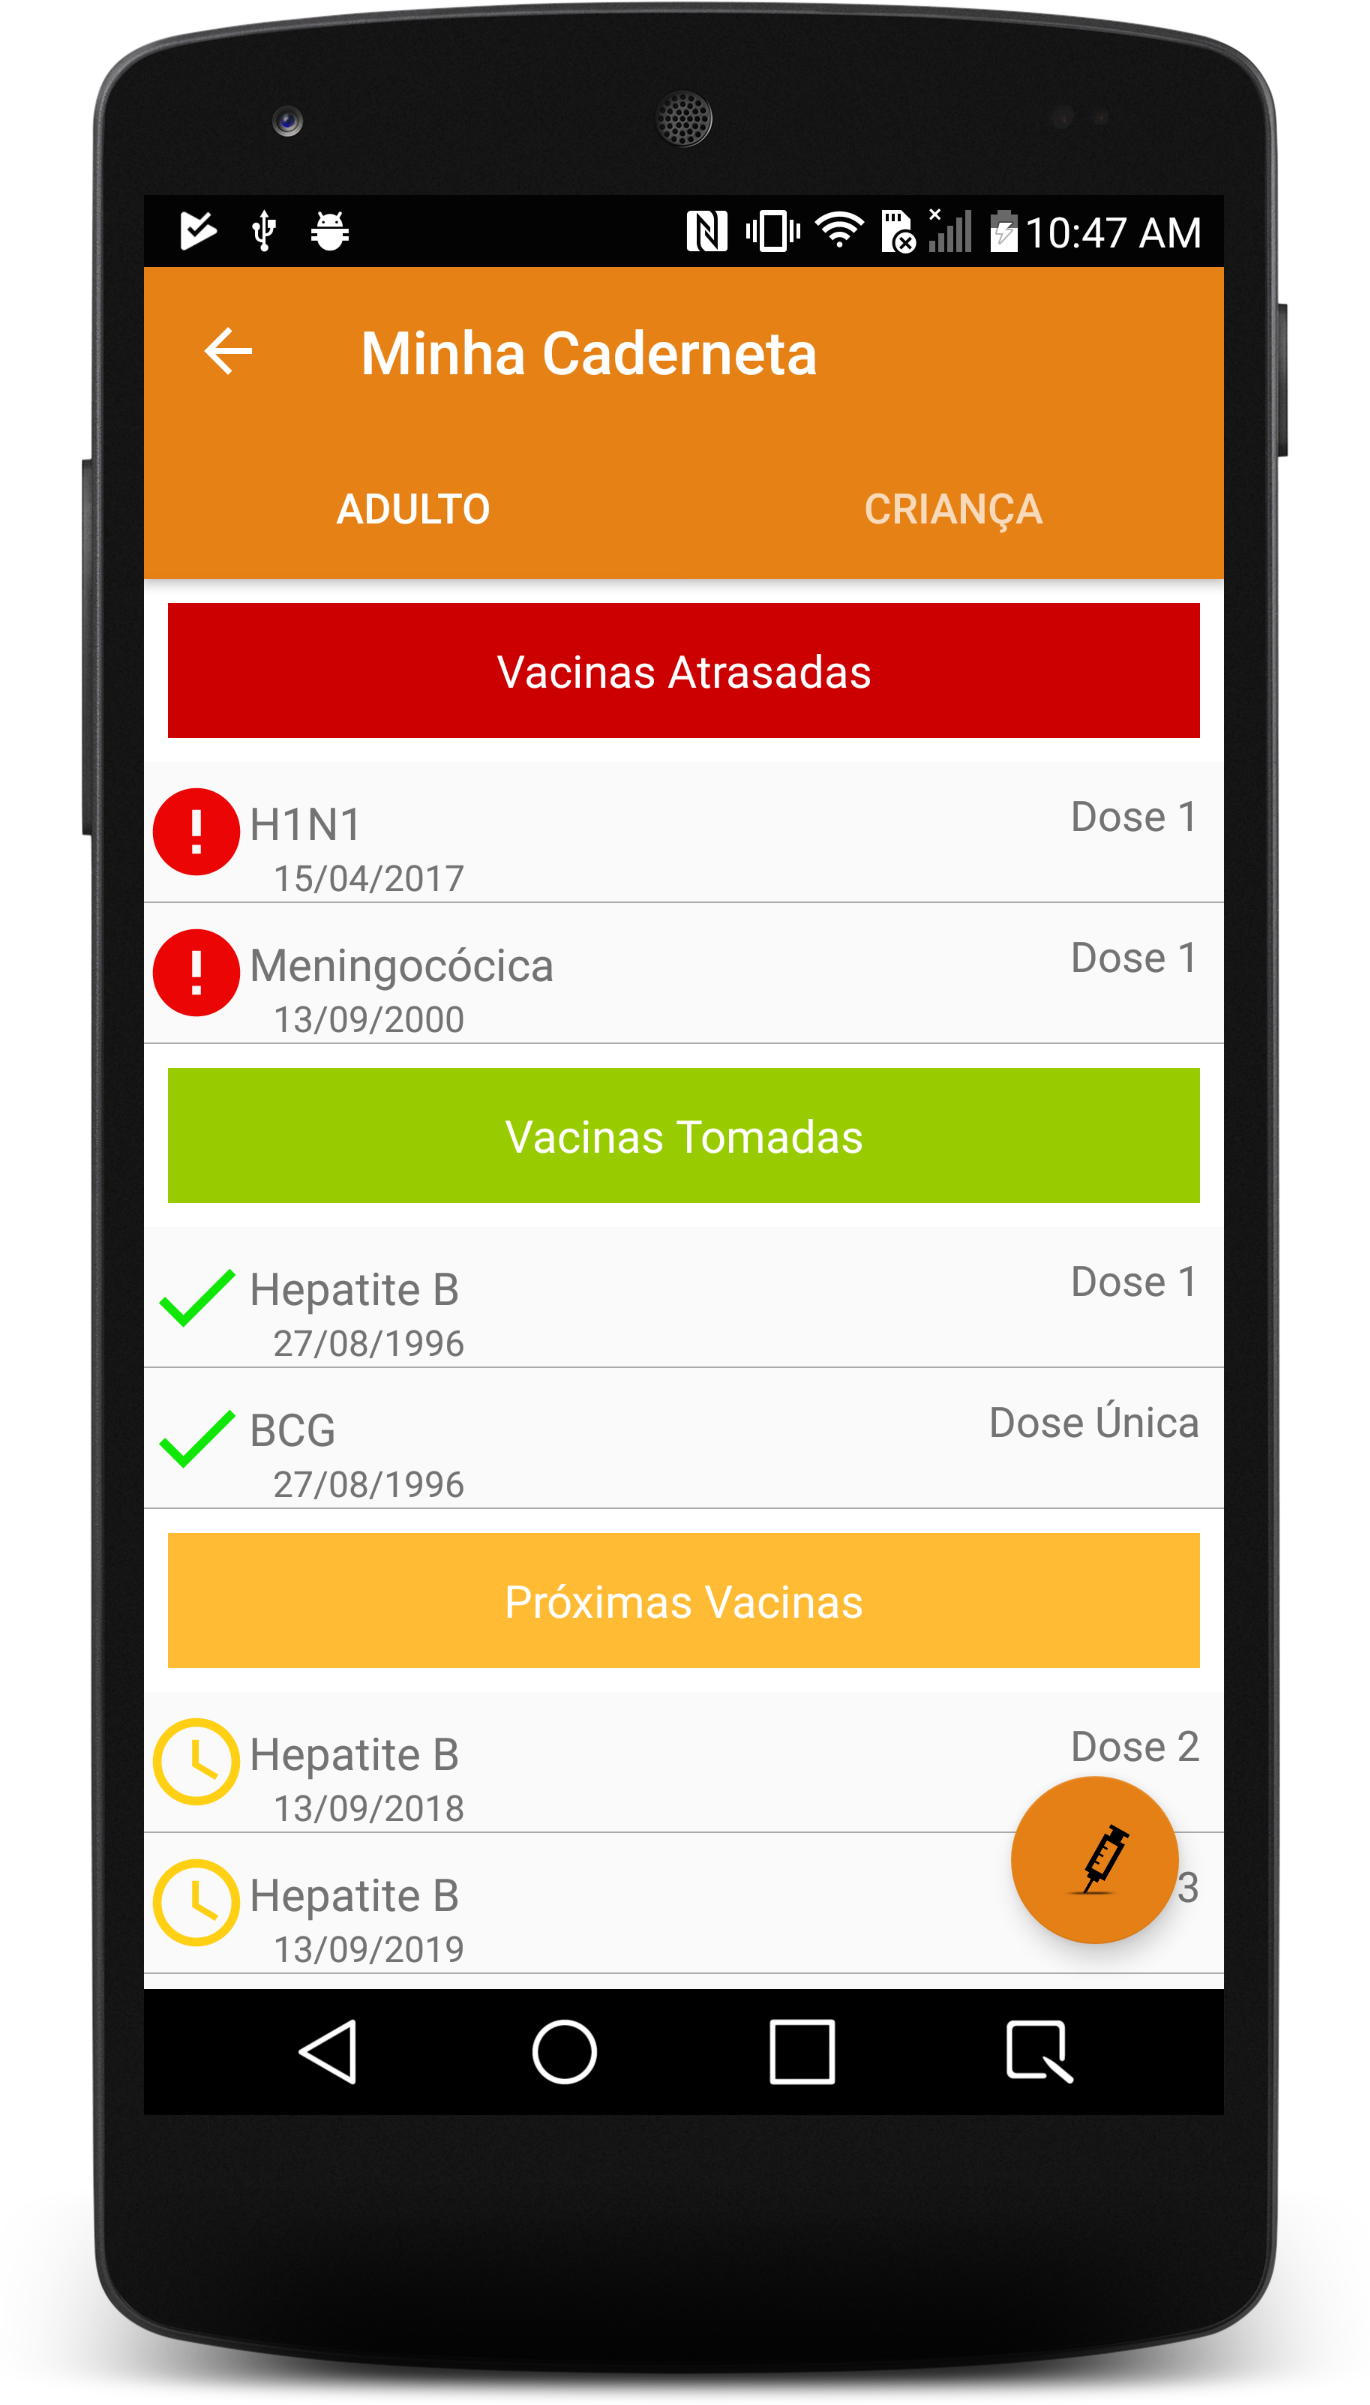 10:47 AM
Minha Caderneta
ADULTO CRIANÇA
Vacinas Atrasadas
H1N1 Dose 1
15/04/2017
Meningocócica Dose 1
13/09/2000
Vacinas Tomadas
Hepatite B Dose 1
27/08/1996
BCG Dose Única
27/08/1996
Próximas Vacinas
Hepatite B Dose 2
13/09/2018
Hepatite B 3
13/09/2019